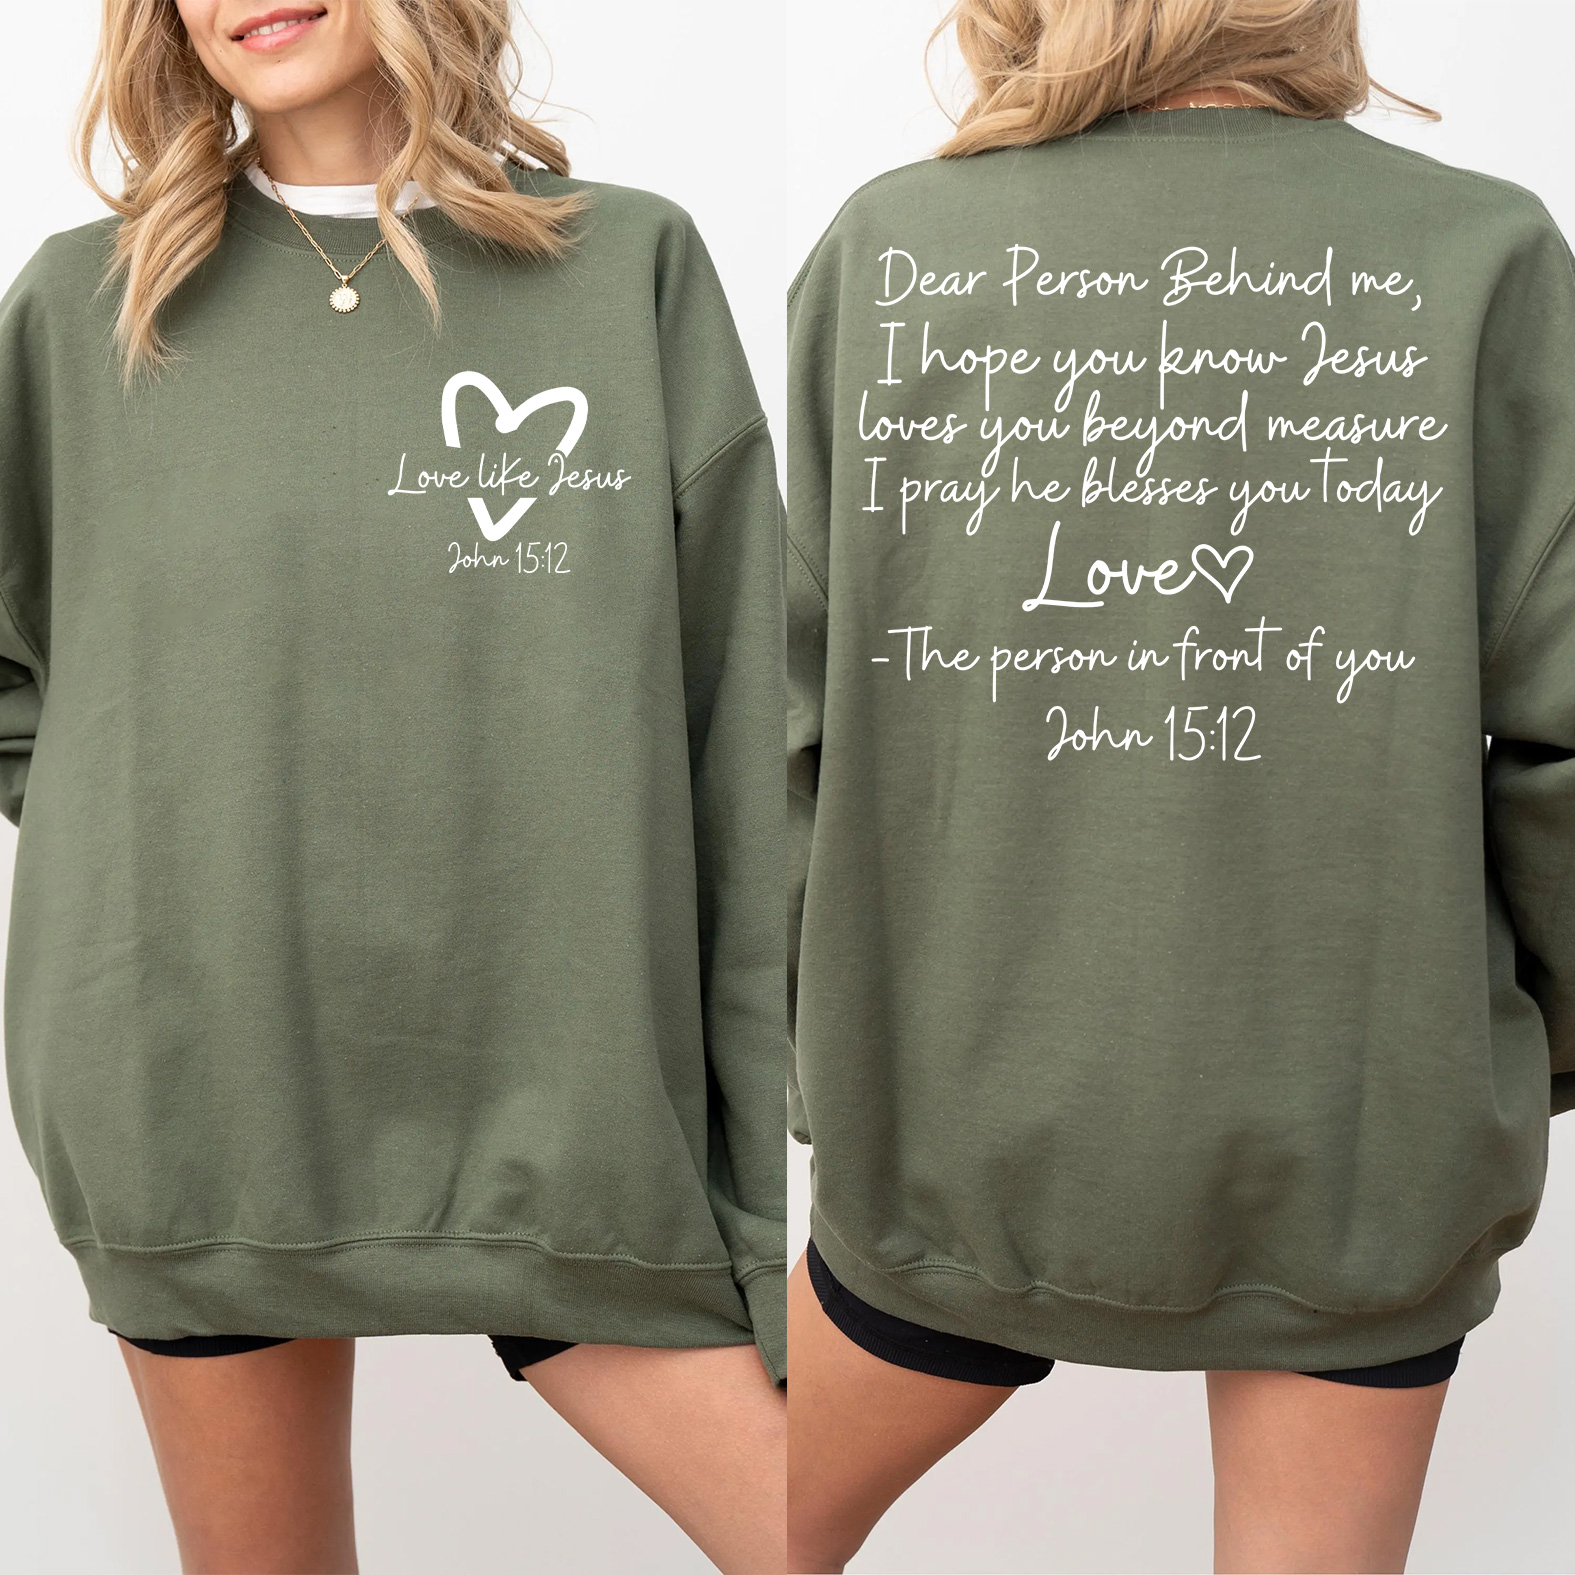 Love like Jesus
John 15:12
Dear Person Behind me,
I hope you know Jesus
loves you beyond measure
I pray he blesses you today
Love
-The person in front of you
John 15:12